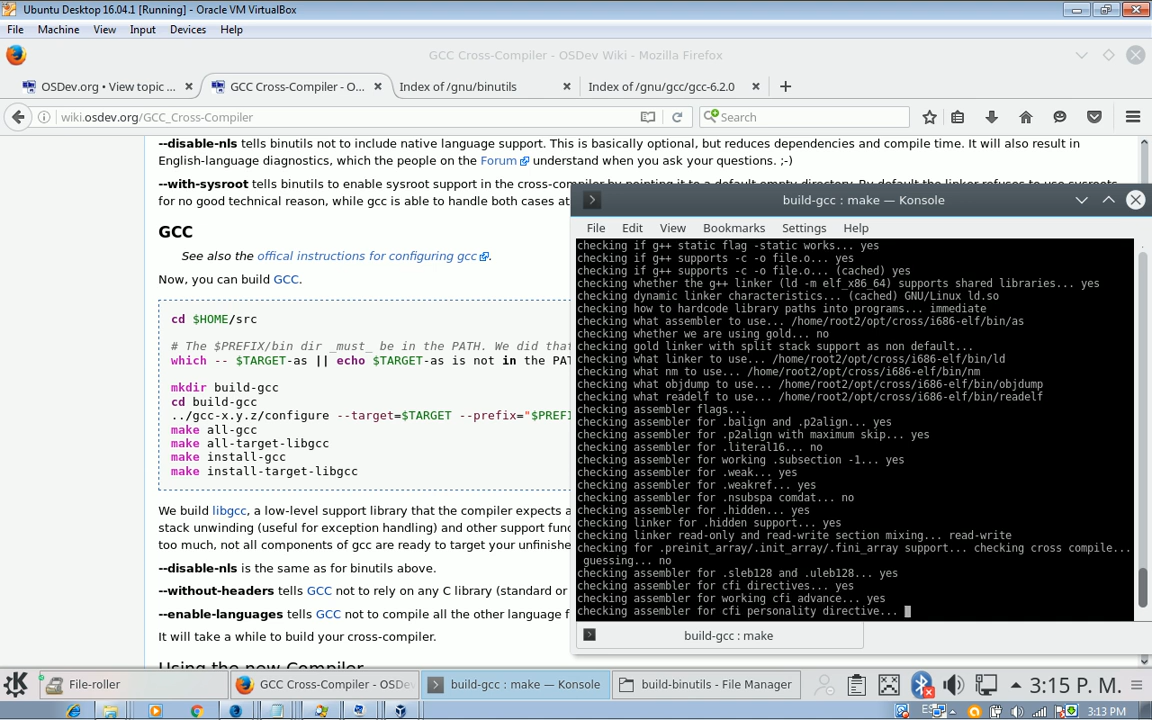 Ubuntu Desktop 16.04.1 [Running] - Oracle VM VirtualBox
File Machine View Input Devices Help
GCC Cross-Compiler - OSDev Wiki - Mozilla Firefox
OSDev.org • View topic ... GCC Cross-Compiler - O... Index of /gnu/binutils Index of /gnu/gcc/gcc-6.2.0
wiki.osdev.org/GCC_Cross-Compiler Search
--disable-nls tells binutils not to include native language support. This is basically optional, but reduces dependencies and compile time. It will also result in
English-language diagnostics, which the people on the Forum understand when you ask your questions. ;-)
--with-sysroot tells binutils to enable sysroot support in the cross-compiler by pointing it to a default empty directory. By default the linker refuses to use sysroots
for no good technical reason, while gcc is able to handle both cases at
GCC
See also the offical instructions for configuring gcc.
Now, you can build GCC.
cd $HOME/src
# The $PREFIX/bin dir _must_ be in the PATH. We did tha
which -- $TARGET-as || echo $TARGET-as is not in the PAT
mkdir build-gcc
cd build-gcc
../gcc-x.y.z/configure --target=$TARGET --prefix="$PREFI
make all-gcc
make all-target-libgcc
make install-gcc
make install-target-libgcc
We build libgcc, a low-level support library that the compiler expects a
stack unwinding (useful for exception handling) and other support func
too much, not all components of gcc are ready to target your unfinishe
--disable-nls is the same as for binutils above.
--without-headers tells GCC not to rely on any C library (standard or
--enable-languages tells GCC not to compile all the other language f
It will take a while to build your cross-compiler.
Using the new Compiler
build-gcc : make — Konsole
File Edit View Bookmarks Settings Help
checking if g++ static flag -static works... yes
checking if g++ supports -c -o file.o... yes
checking if g++ supports -c -o file.o... (cached) yes
checking whether the g++ linker (ld -m elf_x86_64) supports shared libraries... yes
checking dynamic linker characteristics... (cached) GNU/Linux ld.so
checking how to hardcode library paths into programs... immediate
checking what assembler to use... /home/root2/opt/cross/i686-elf/bin/as
checking whether we are using gold... no
checking gold linker with split stack support as non default...
checking what linker to use... /home/root2/opt/cross/i686-elf/bin/ld
checking what nm to use... /home/root2/opt/cross/i686-elf/bin/nm
checking what objdump to use... /home/root2/opt/cross/i686-elf/bin/objdump
checking what readelf to use... /home/root2/opt/cross/i686-elf/bin/readelf
checking assembler flags...
checking assembler for .balign and .p2align... yes
checking assembler for .p2align with maximum skip... yes
checking assembler for .literal16... no
checking assembler for working .subsection -1... yes
checking assembler for .weak... yes
checking assembler for .weakref... yes
checking assembler for .nsubspa comdat... no
checking assembler for .hidden... yes
checking linker for .hidden support... yes
checking linker read-only and read-write section mixing... read-write
checking for .preinit_array/.init_array/.fini_array support... checking cross compile...
guessing... no
checking assembler for .sleb128 and .uleb128... yes
checking assembler for cfi directives... yes
checking assembler for working cfi advance... yes
checking assembler for cfi personality directive...
build-gcc : make
File-roller GCC Cross-Compiler - OSDe build-gcc : make — Konsole build-binutils - File Manager 3:15 P. M.
ES 3:13 PM